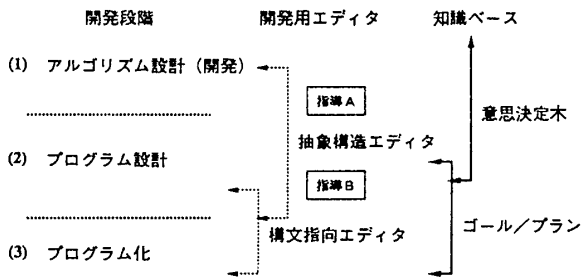 開発段階 開発用エディタ 知識ベース
(1) アルゴリズム設計(開発)
指導A
意思決定木
抽象構造エディタ
(2) プログラム設計
指導B
ゴール/プラン
構文指向エディタ
(3) プログラム化